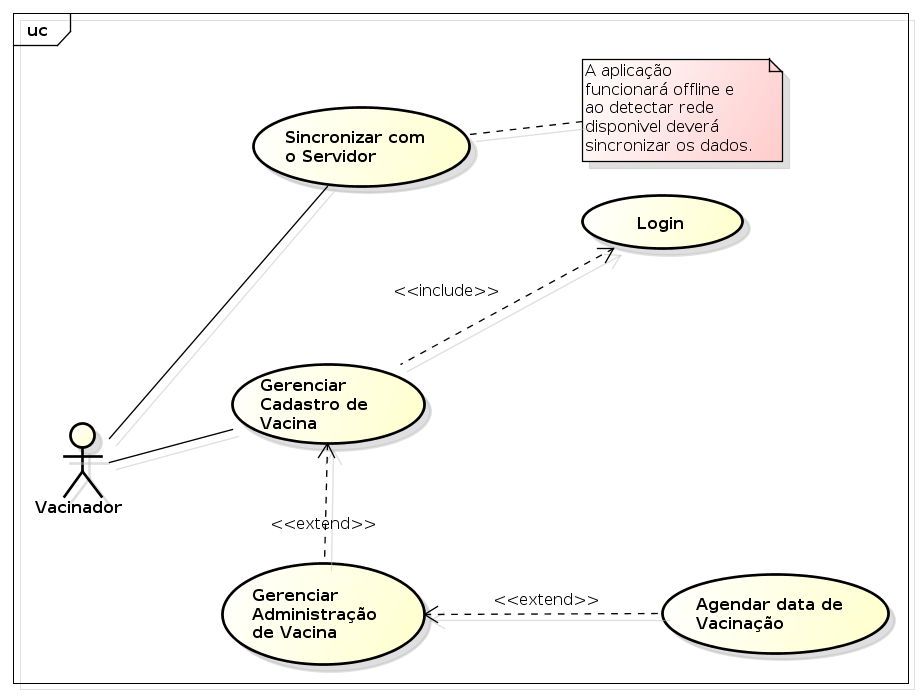 uc
A aplicação
funcionará offline e
ao detectar rede
disponivel deverá
sincronizar os dados.
Sincronizar com
o Servidor
Login
<<include>>
Gerenciar
Cadastro de
Vacina
Vacinador
<<extend>>
Gerenciar
Administração
de Vacina
<<extend>>
Agendar data de
Vacinação